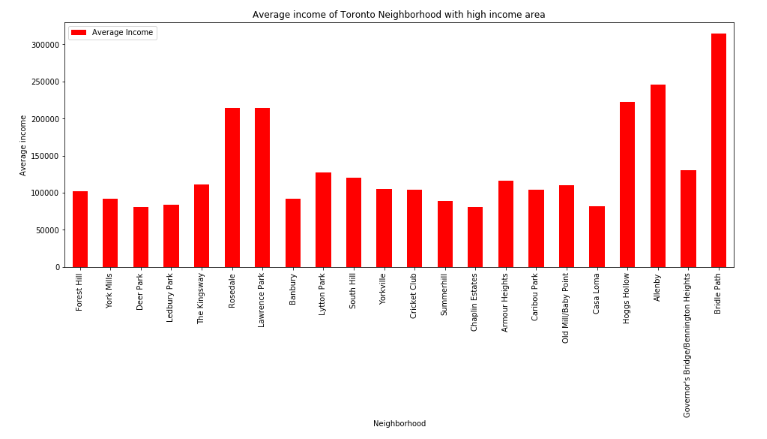 Average income of Toronto Neighborhood with high income area
Average Income
Average income
300000
250000
200000
150000
100000
50000
0
Forest Hill
York Mills
Deer Park
Ledbury Park
The Kingsway
Rosedale
Lawrence Park
Banbury
Lytton Park
South Hill
Yorkville
Cricket Club
Summerhill
Chaplin Estates
Armour Heights
Caribou Park
Old Mill/Baby Point
Casa Loma
Hoggs Hollow
Allenby
Governor's Bridge/Bennington Heights
Bridle Path
Neighborhood